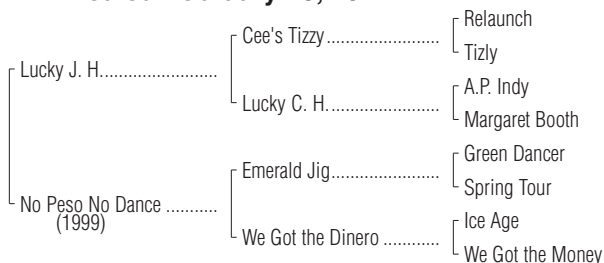 Relaunch
Cee's Tizzy
Tizly
Lucky J. H.
A.P. Indy
Lucky C. H.
Margaret Booth
Green Dancer
Emerald Jig
Spring Tour
No Peso No Dance
(1999)
Ice Age
We Got the Dinero
We Got the Money